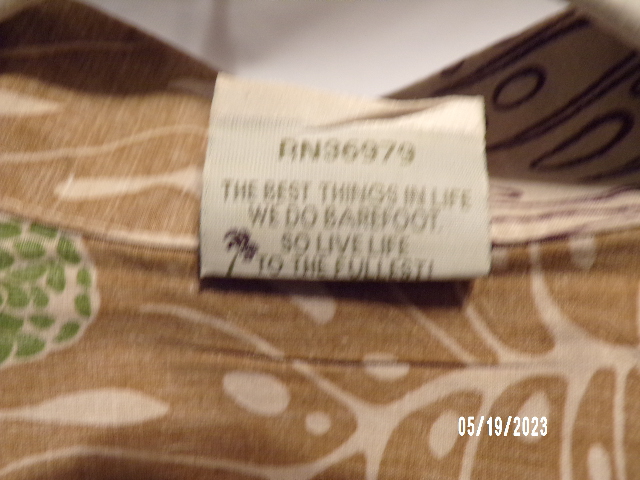 RN36979
THE BEST THINGS IN LIFE
WE DO BAREFOOT,
SO LIVE LIFE
TO THE FULLEST!
05/19/2023